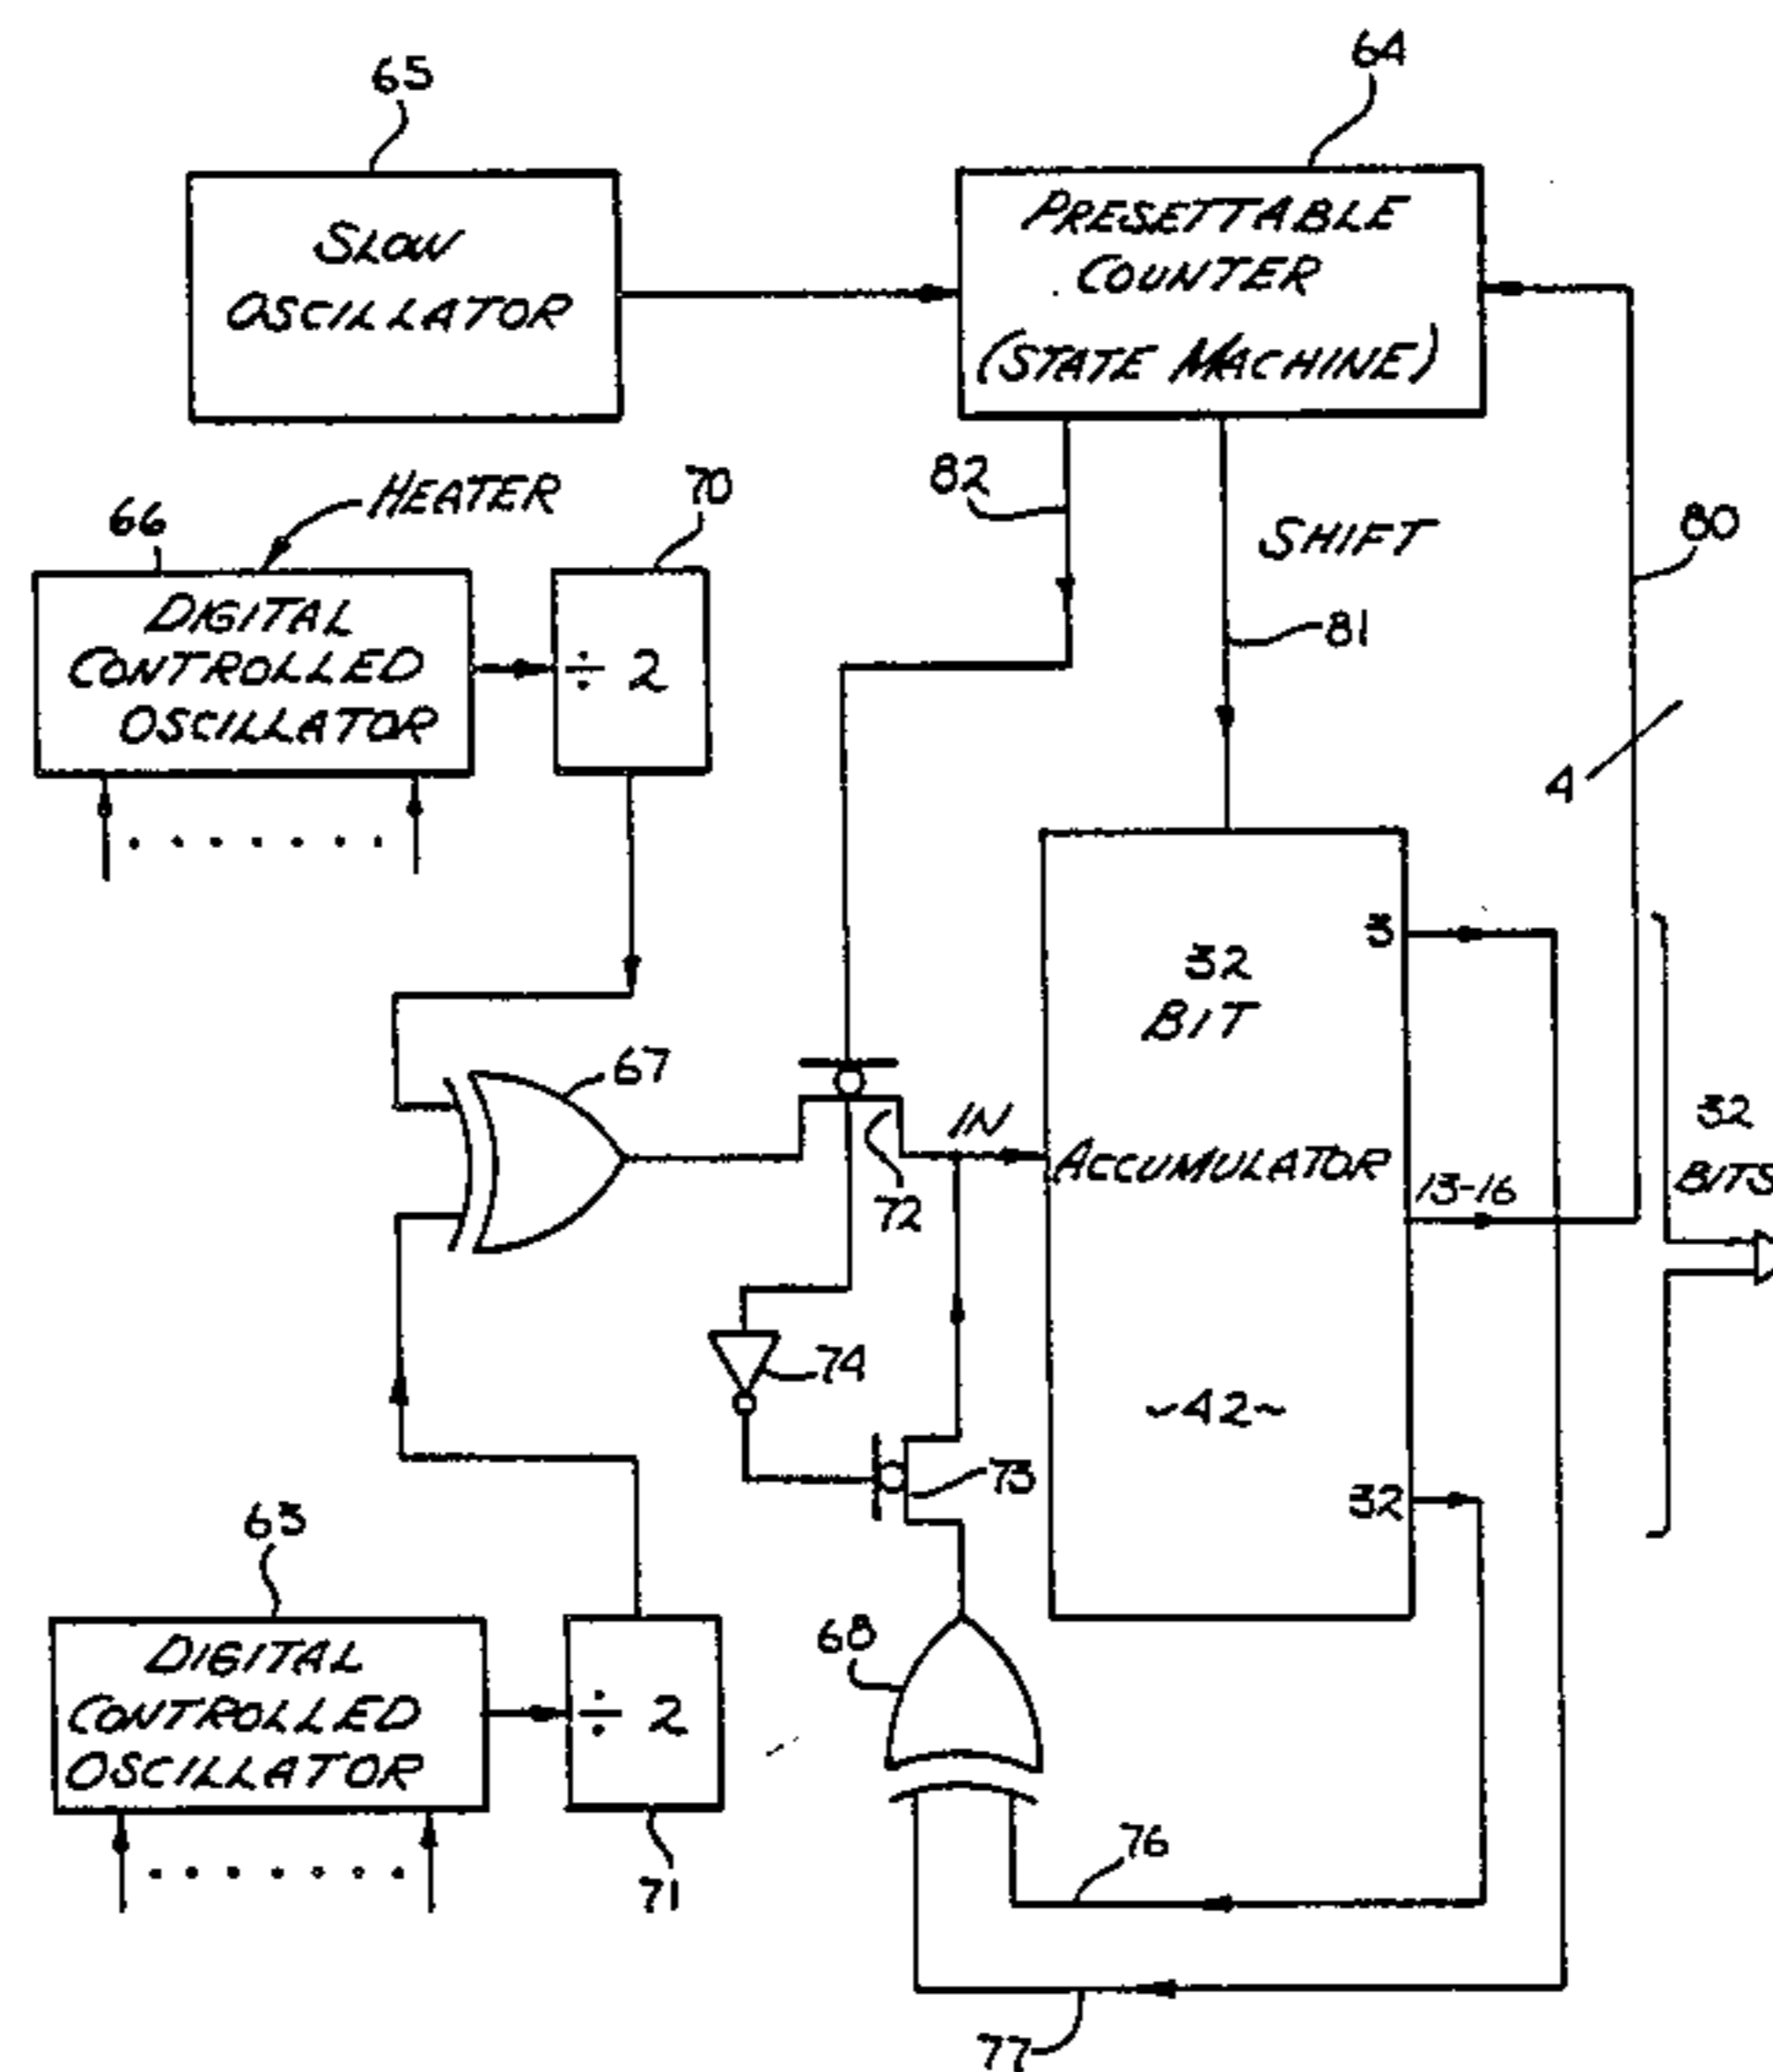 65
64
SLOW
OSCILLATOR
PRESETTABLE
COUNTER
(STATE MACHINE)
82
SHIFT
81
80
4
66
HEATER
70
DIGITAL
CONTROLLED
OSCILLATOR
÷ 2
67
72
IN
32
BIT
ACCUMULATOR
~42~
3
13-16
32
32
BITS
74
73
63
DIGITAL
CONTROLLED
OSCILLATOR
÷ 2
71
68
76
77